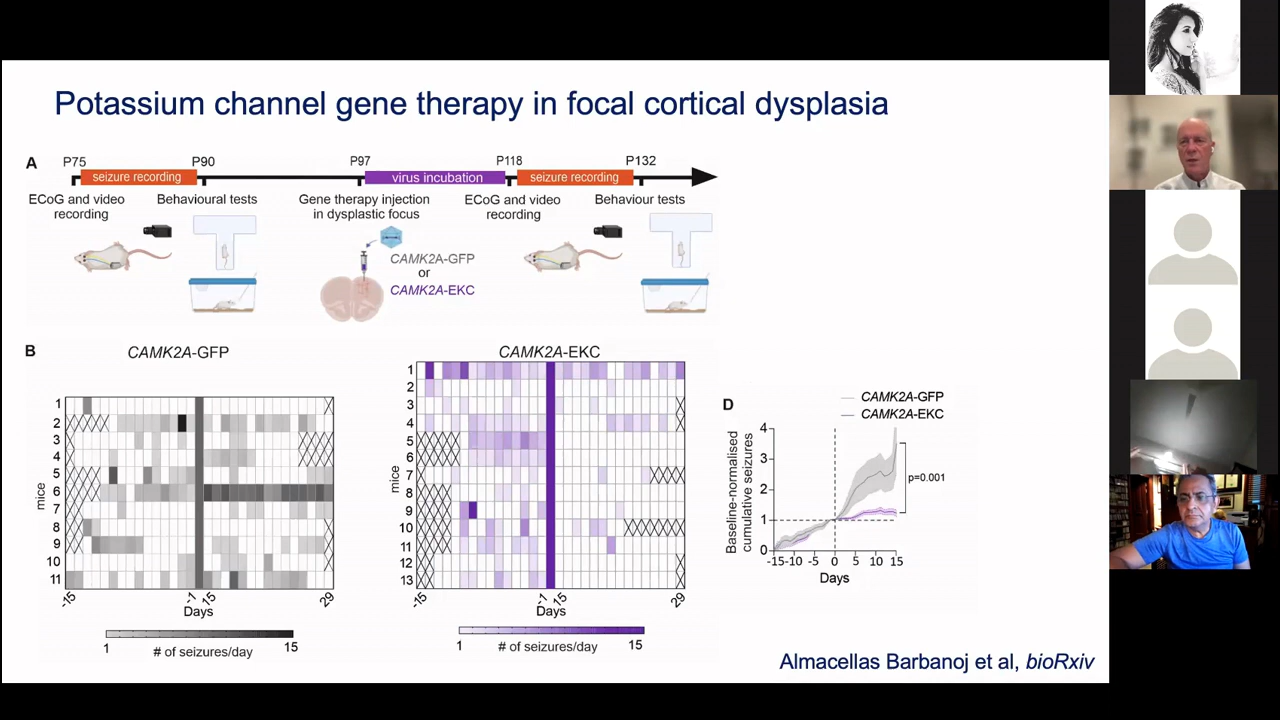 Potassium channel gene therapy in focal cortical dysplasia
A
P75
P90
P97
P118
P132
seizure recording
virus incubation
seizure recording
ECoG and video
recording
Behavioural tests
Gene therapy injection
in dysplastic focus
ECoG and video
recording
Behaviour tests
CAMK2A-GFP
or
CAMK2A-EKC
B
CAMK2A-GFP
mice
1
2
3
4
5
6
7
8
9
10
11
-15
-1
15
29
Days
1
15
# of seizures/day
CAMK2A-EKC
mice
1
2
3
4
5
6
7
8
9
10
11
12
13
-15
-1
15
29
Days
1
15
# of seizures/day
D
CAMK2A-GFP
CAMK2A-EKC
Baseline-normalised
cumulative seizures
4
3
2
1
0
p=0.001
-15
-10
-5
0
5
10
15
Days
Almacellas Barbanoj et al, bioRxiv